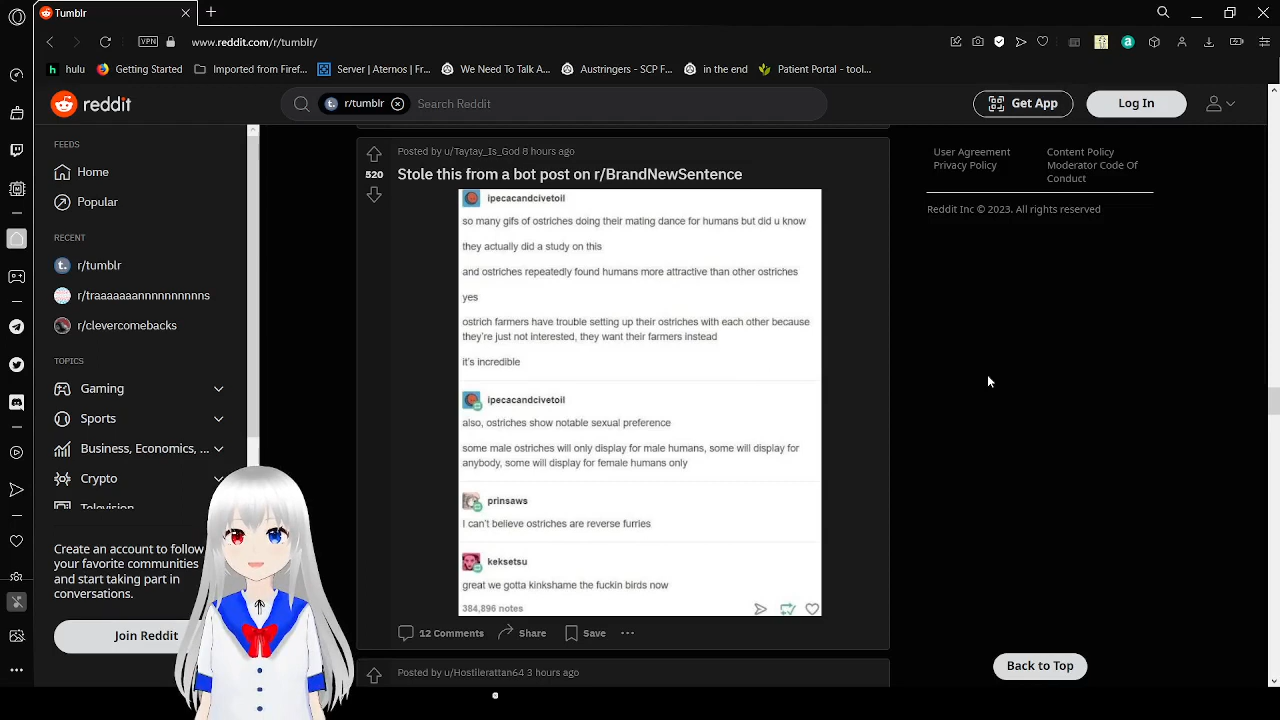 Tumblr
VPN
www.reddit.com/r/tumblr/
hulu
Getting Started
Imported from Firef...
Server | Aternos | Fr...
We Need To Talk A...
Austringers - SCP F...
in the end
Patient Portal - tool...
reddit
r/tumblr
Search Reddit
Get App
Log In
FEEDS
Home
Popular
RECENT
r/tumblr
r/traaaaaaannnnnnnnns
r/clevercomebacks
TOPICS
Gaming
Sports
Business, Economics, ...
Crypto
Television
Create an account to follow
your favorite communities
and start taking part in
conversations.
Join Reddit
Posted by u/Taytay_Is_God 8 hours ago
520
Stole this from a bot post on r/BrandNewSentence
ipecacandcivetoil
so many gifs of ostriches doing their mating dance for humans but did u know
they actually did a study on this
and ostriches repeatedly found humans more attractive than other ostriches
yes
ostrich farmers have trouble setting up their ostriches with each other because
they're just not interested, they want their farmers instead
it's incredible
ipecacandcivetoil
also, ostriches show notable sexual preference
some male ostriches will only display for male humans, some will display for
anybody, some will display for female humans only
prinsaws
I can't believe ostriches are reverse furries
keksetsu
great we gotta kinkshame the fuckin birds now
384,896 notes
12 Comments
Share
Save
Posted by u/Hostilerattan64 3 hours ago
User Agreement
Content Policy
Privacy Policy
Moderator Code Of
Conduct
Reddit Inc © 2023. All rights reserved
Back to Top